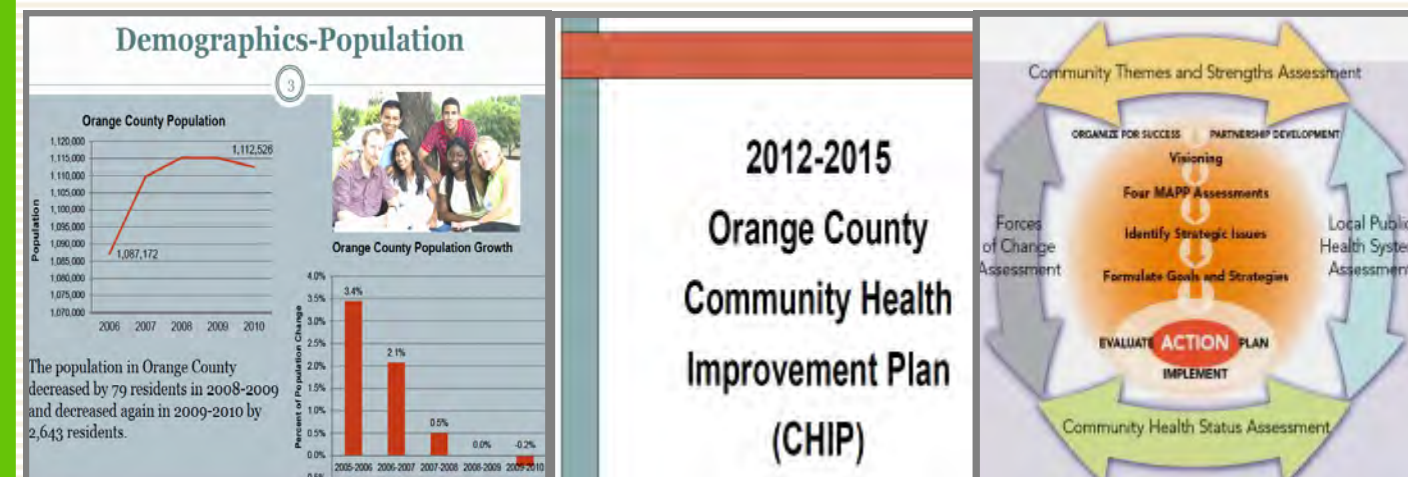 Demographics-Population
3
Orange County Population
1,120,000
1,115,000
1,110,000
1,105,000
1,100,000
1,095,000
1,090,000
1,085,000
1,080,000
1,075,000
1,070,000
Population
1,112,526
1,087,172
2006 2007 2008 2009 2010
The population in Orange County
decreased by 79 residents in 2008-2009
and decreased again in 2009-2010 by
2,643 residents.
Orange County Population Growth
Percent of Population Change
4.0%
3.5%
3.0%
2.5%
2.0%
1.5%
1.0%
0.5%
0.0%
3.4%
2.1%
0.5%
0.0%
-0.2%
2005-2006 2006-2007 2007-2008 2008-2009 2009-2010
2012-2015
Orange County
Community Health
Improvement Plan
(CHIP)
Community Themes and Strengths Assessment
ORGANIZE FOR SUCCESS PARTNERSHIP DEVELOPMENT
Visioning
Four MAPP Assessments
Identify Strategic Issues
Formulate Goals and Strategies
EVALUATE ACTION PLAN
IMPLEMENT
Forces
of Change
Assessment
Local Public
Health System
Assessment
Community Health Status Assessment